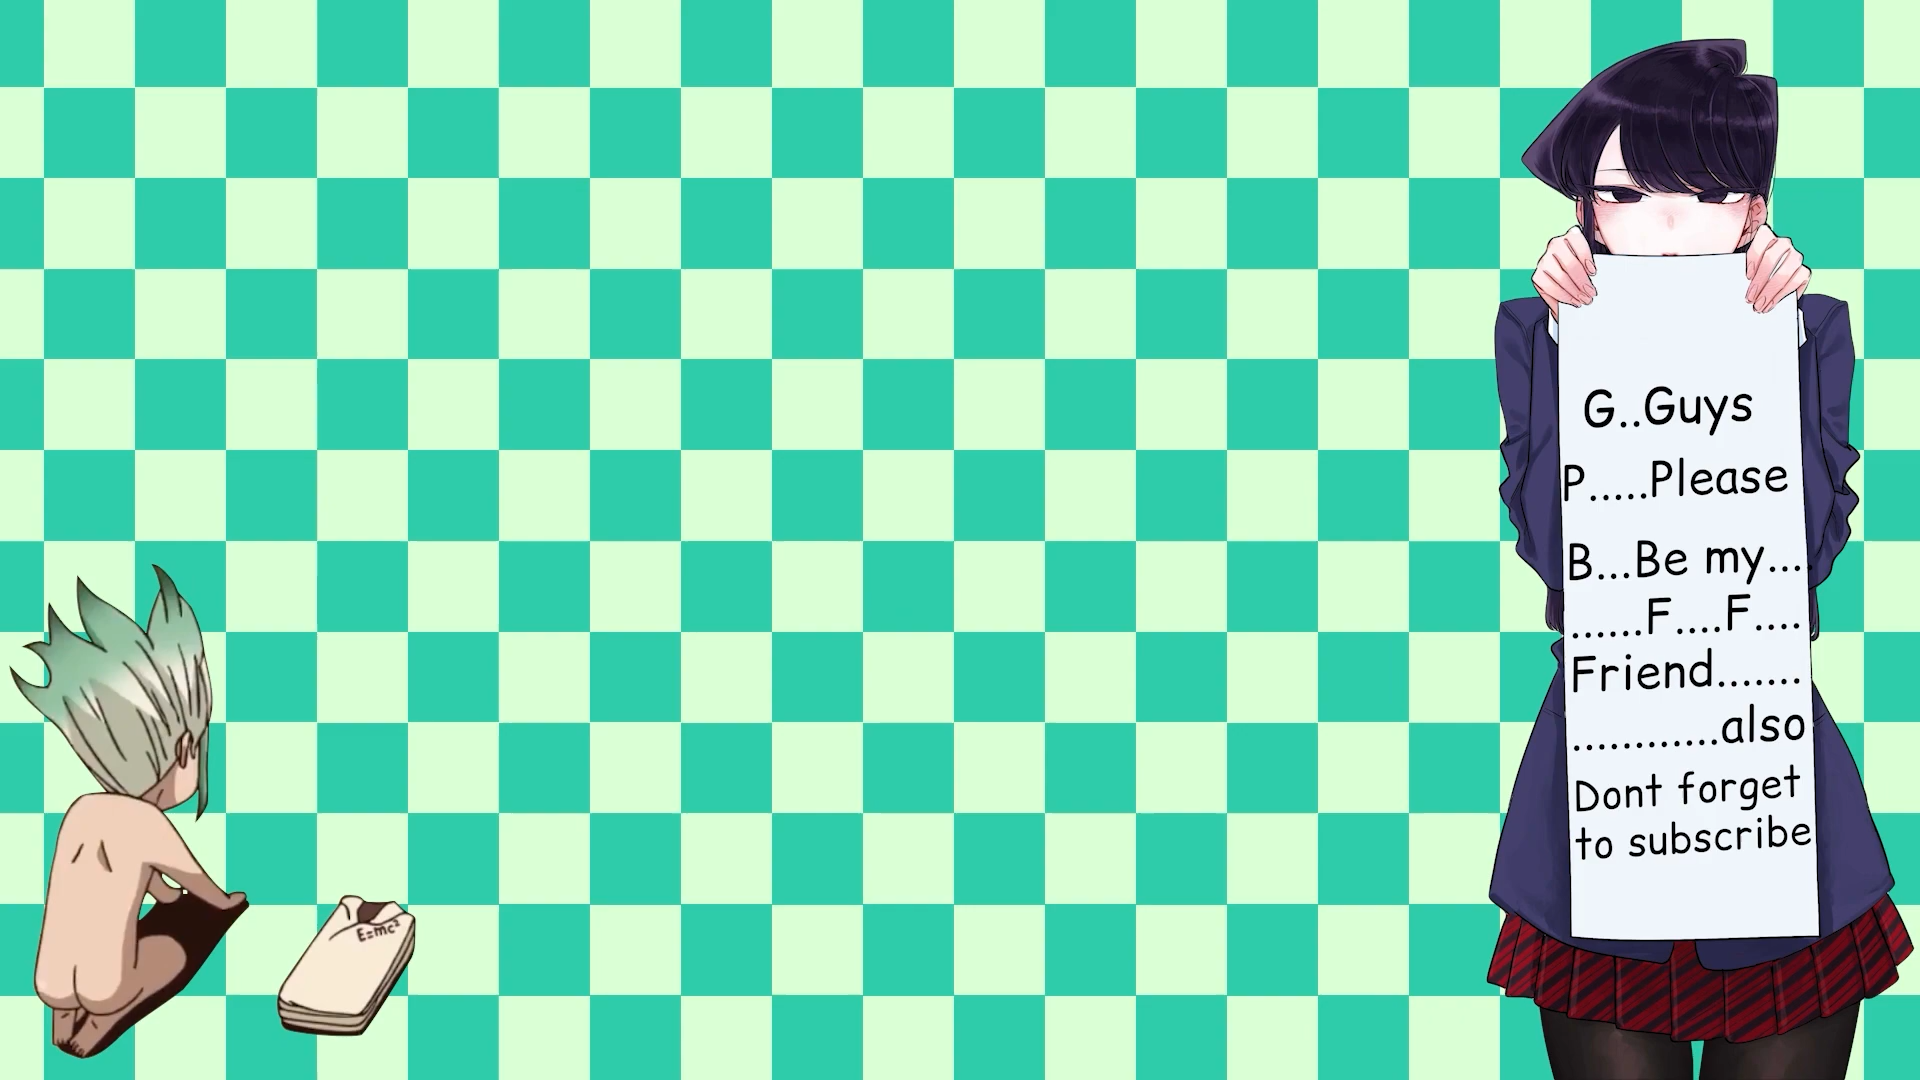 G..Guys
P.....Please
B...Be my....
......F....F....
Friend.......
............also
Dont forget
to subscribe
E=mc²